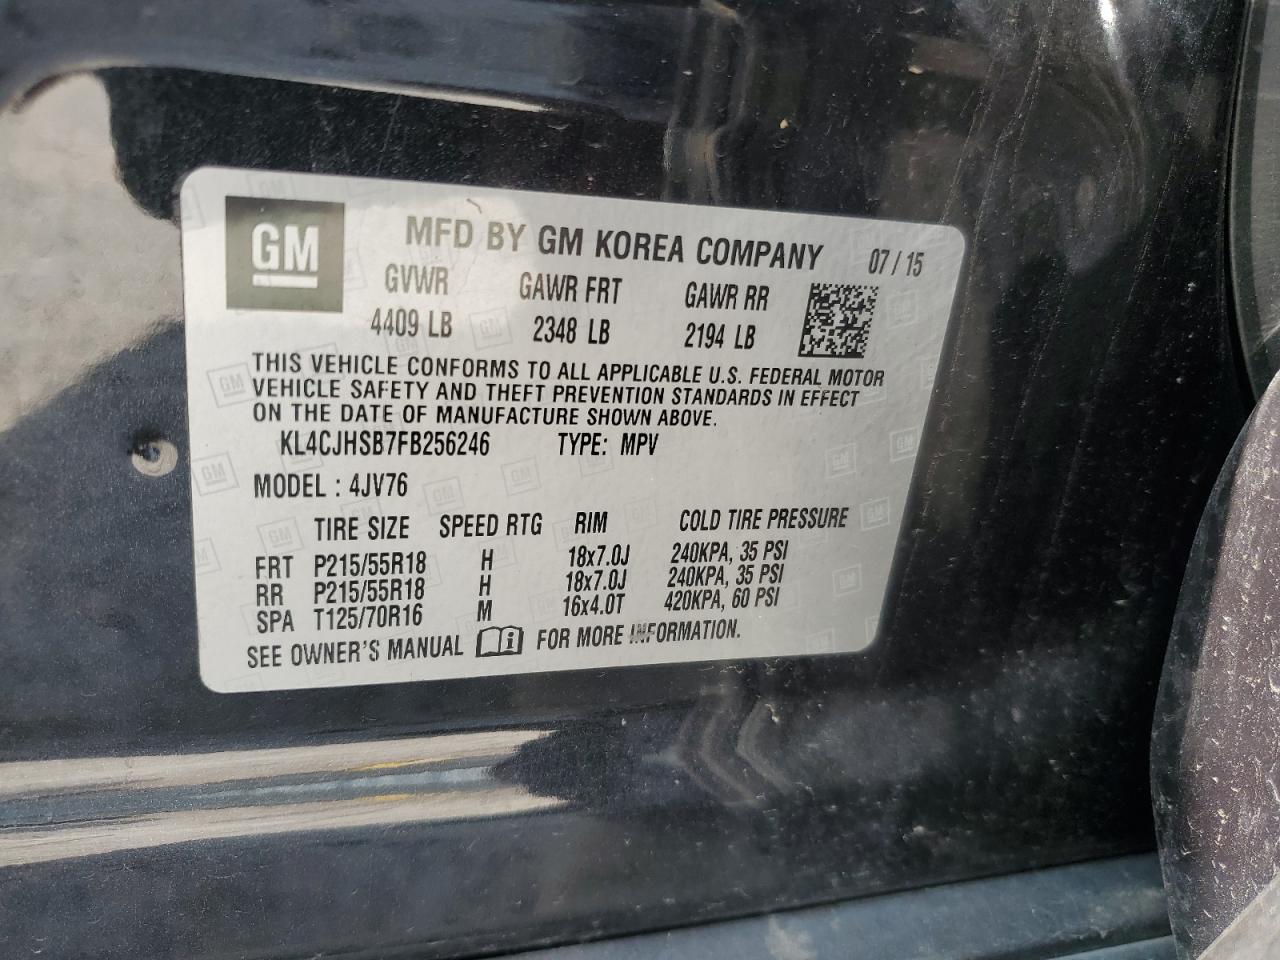 GM
MFD BY GM KOREA COMPANY 07/15
GVWR GAWR FRT GAWR RR
4409 LB 2348 LB 2194 LB
THIS VEHICLE CONFORMS TO ALL APPLICABLE U.S. FEDERAL MOTOR
VEHICLE SAFETY AND THEFT PREVENTION STANDARDS IN EFFECT
ON THE DATE OF MANUFACTURE SHOWN ABOVE.
KL4CJHSB7FB256246 TYPE: MPV
MODEL : 4JV76
TIRE SIZE SPEED RTG RIM COLD TIRE PRESSURE
FRT P215/55R18 H 18x7.0J 240KPA, 35 PSI
RR P215/55R18 H 18x7.0J 240KPA, 35 PSI
SPA T125/70R16 M 16x4.0T 420KPA, 60 PSI
SEE OWNER'S MANUAL FOR MORE INFORMATION.